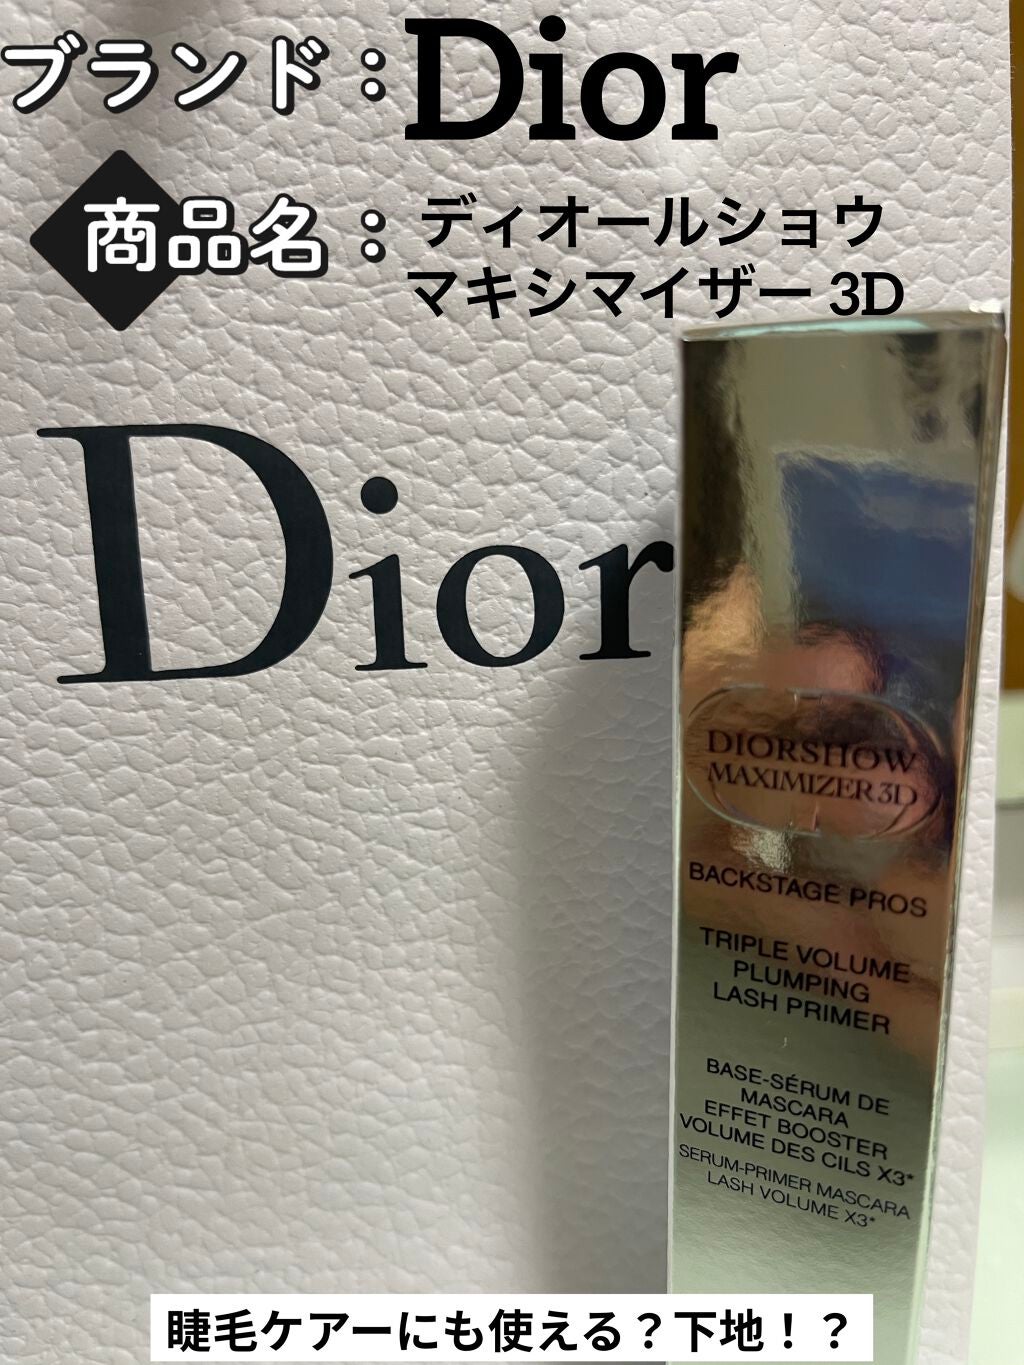 ブランド：Dior
商品名：ディオールショウ
マキシマイザー 3D
Dior
DIORSHOW
MAXIMIZER 3D
BACKSTAGE PROS
TRIPLE VOLUME
PLUMPING
LASH PRIMER
BASE-SÉRUM DE
MASCARA
EFFET BOOSTER
VOLUME DES CILS X3*
SERUM-PRIMER MASCARA
LASH VOLUME X3*
睫毛ケアーにも使える？下地！？